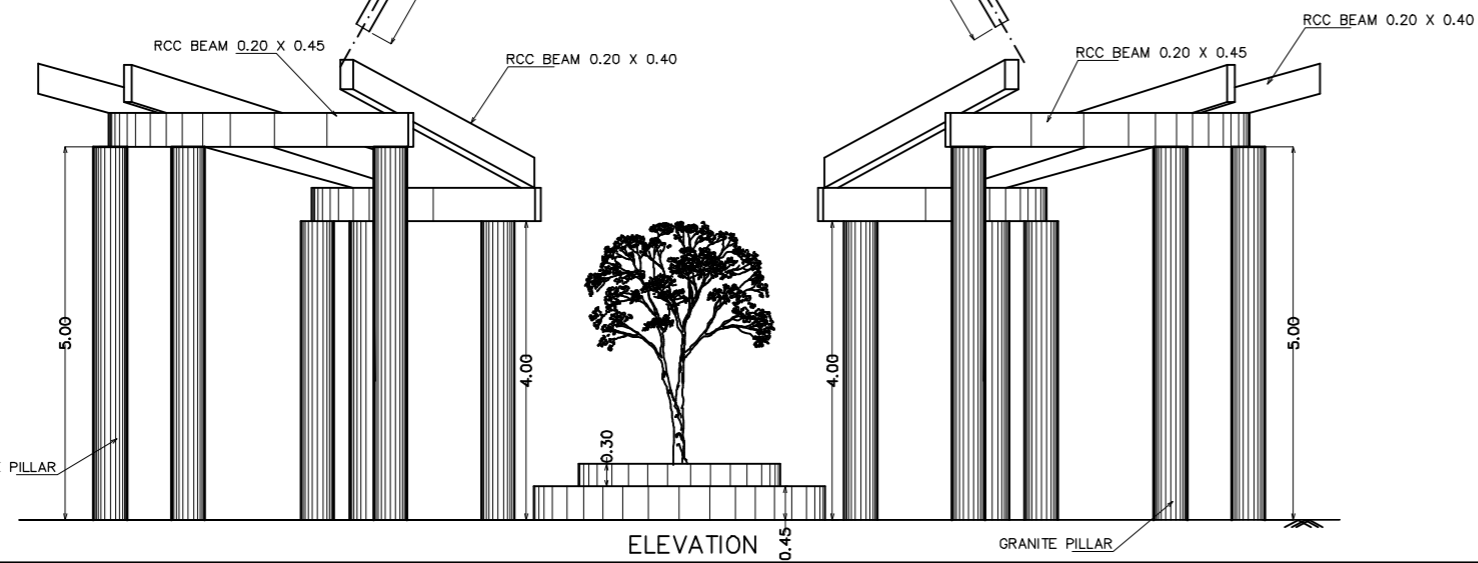 RCC BEAM 0.20 X 0.40
RCC BEAM 0.20 X 0.45
RCC BEAM 0.20 X 0.45
RCC BEAM 0.20 X 0.40
5.00
4.00
4.00
5.00
0.30
PILLAR
0.45
ELEVATION
GRANITE PILLAR